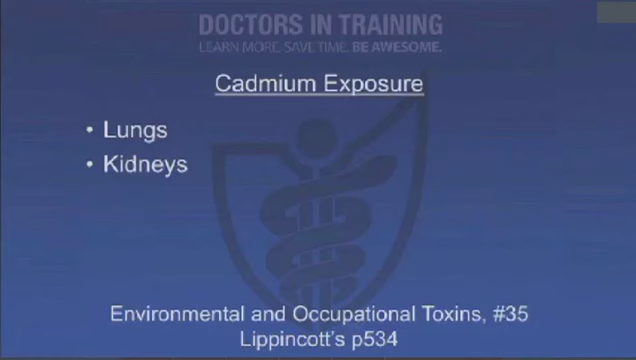 DOCTORS IN TRAINING
LEARN MORE. SAVE TIME. BE AWESOME.
Cadmium Exposure
• Lungs
• Kidneys
Environmental and Occupational Toxins, #35
Lippincott's p534